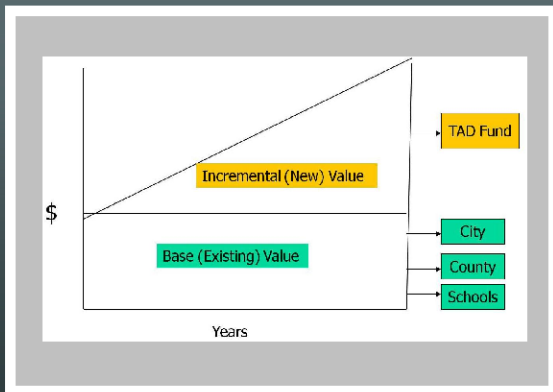 TAD Fund
Incremental (New) Value
$
City
Base (Existing) Value
County
Schools
Years